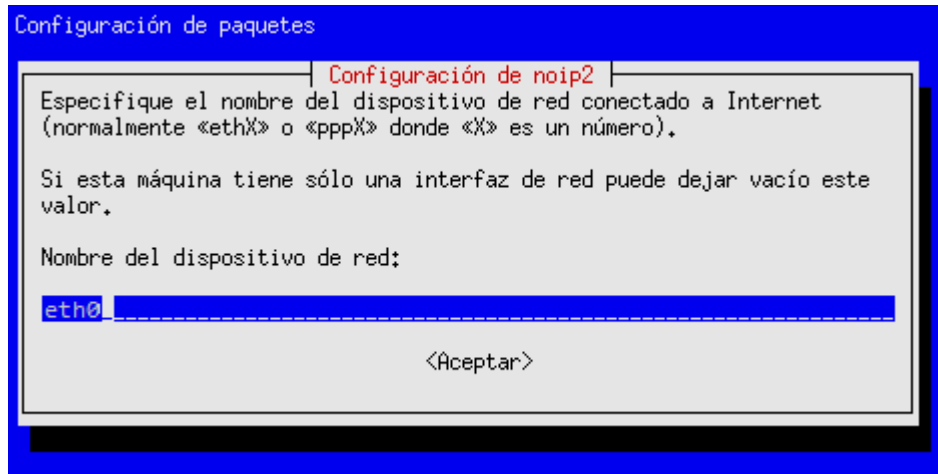 Configuración de paquetes
Configuración de noip2
Especifique el nombre del dispositivo de red conectado a Internet
(normalmente «ethX» o «pppX» donde «X» es un número).
Si esta máquina tiene sólo una interfaz de red puede dejar vacío este
valor.
Nombre del dispositivo de red:
eth0
<Aceptar>